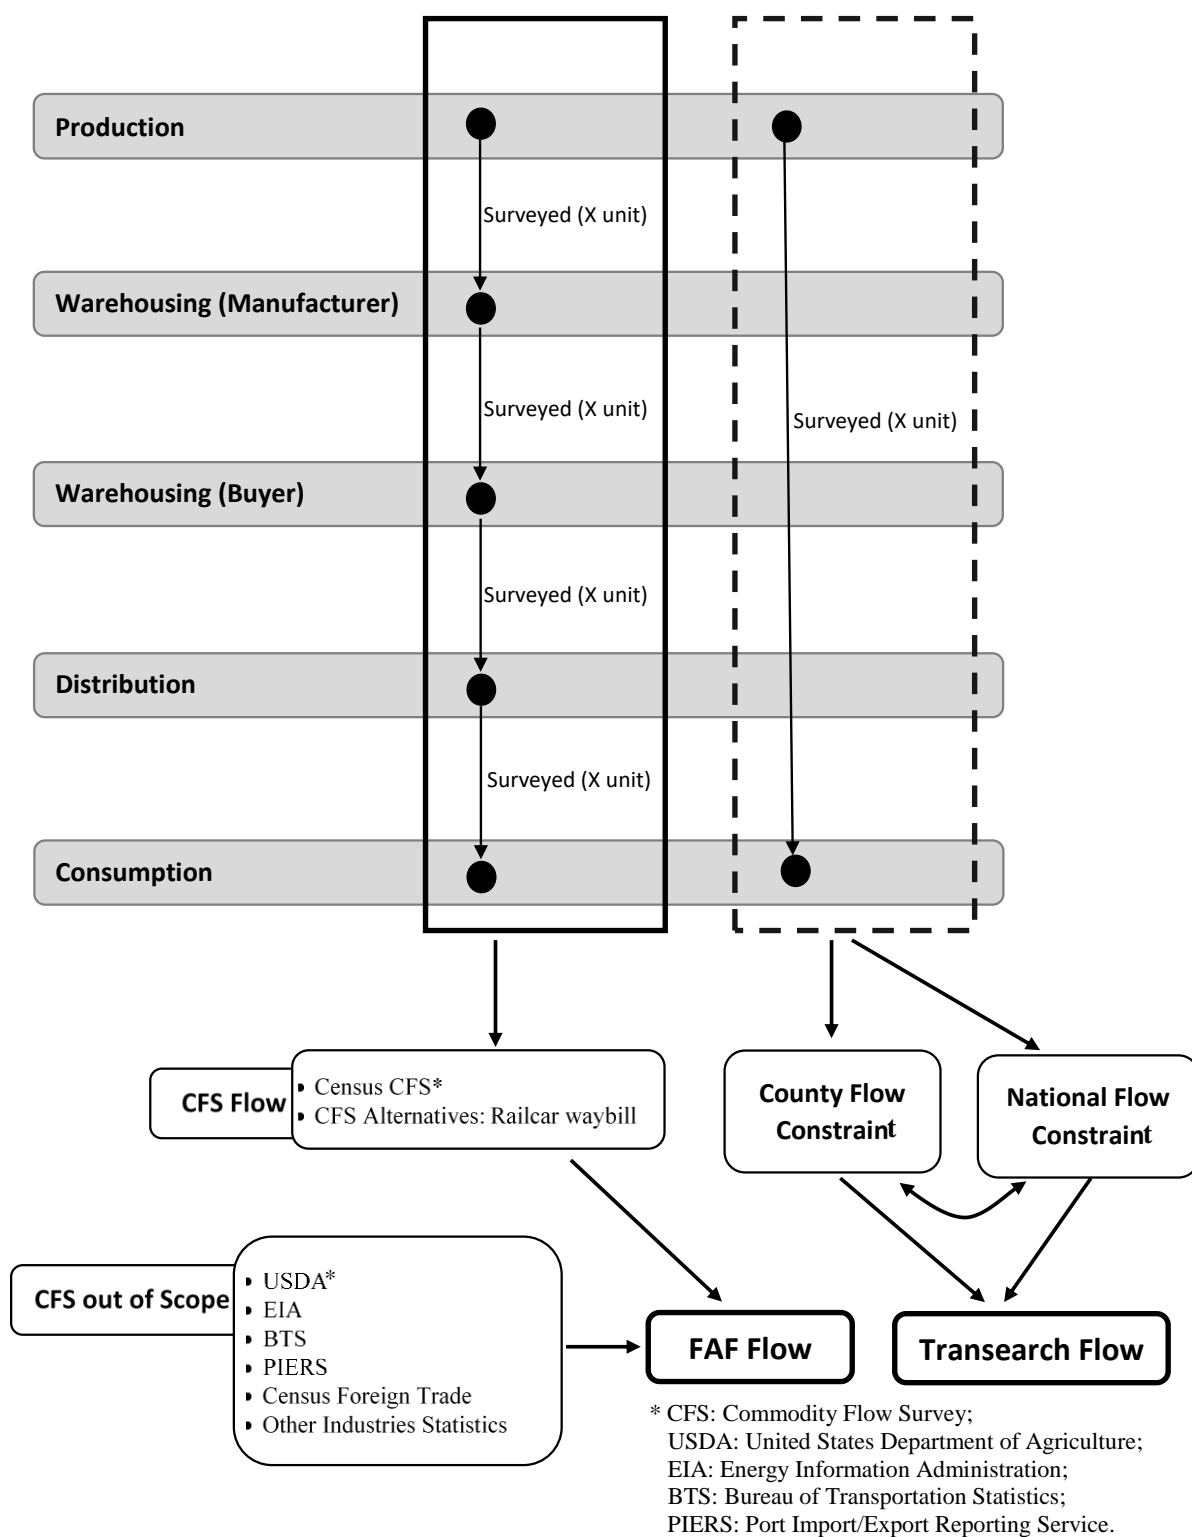 Production
Surveyed (X unit)
Warehousing (Manufacturer)
Surveyed (X unit)
Surveyed (X unit)
Warehousing (Buyer)
Surveyed (X unit)
Distribution
Surveyed (X unit)
Consumption
CFS Flow
• Census CFS*
• CFS Alternatives: Railcar waybill
County Flow
Constraint
National Flow
Constraint
CFS out of Scope
• USDA*
• EIA
• BTS
• PIERS
• Census Foreign Trade
• Other Industries Statistics
FAF Flow
Transearch Flow
* CFS: Commodity Flow Survey;
USDA: United States Department of Agriculture;
EIA: Energy Information Administration;
BTS: Bureau of Transportation Statistics;
PIERS: Port Import/Export Reporting Service.